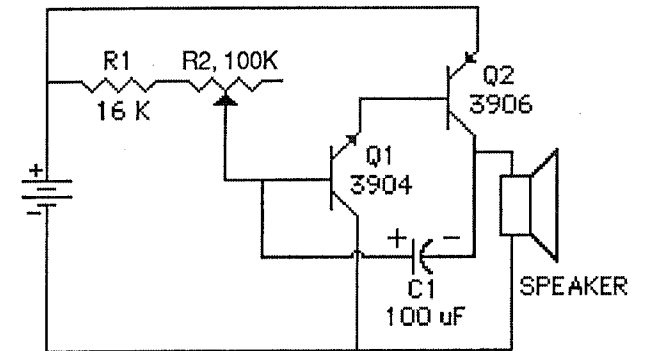 R1
R2, 100K
16 K
Q2
3906
Q1
3904
+
-
+ -
C1
100 uF
SPEAKER